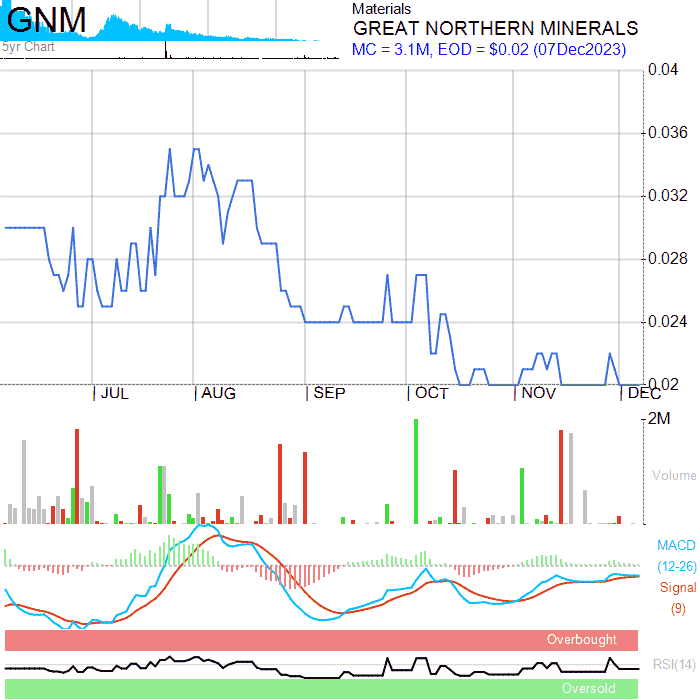 GNM
5yr Chart
Materials
GREAT NORTHERN MINERALS
MC = 3.1M, EOD = $0.02 (07Dec2023)
0.04
0.036
0.032
0.028
0.024
0.02
JUL
AUG
SEP
OCT
NOV
DEC
2M
Volume
MACD
(12-26)
Signal
(9)
Overbought
RSI(14)
Oversold